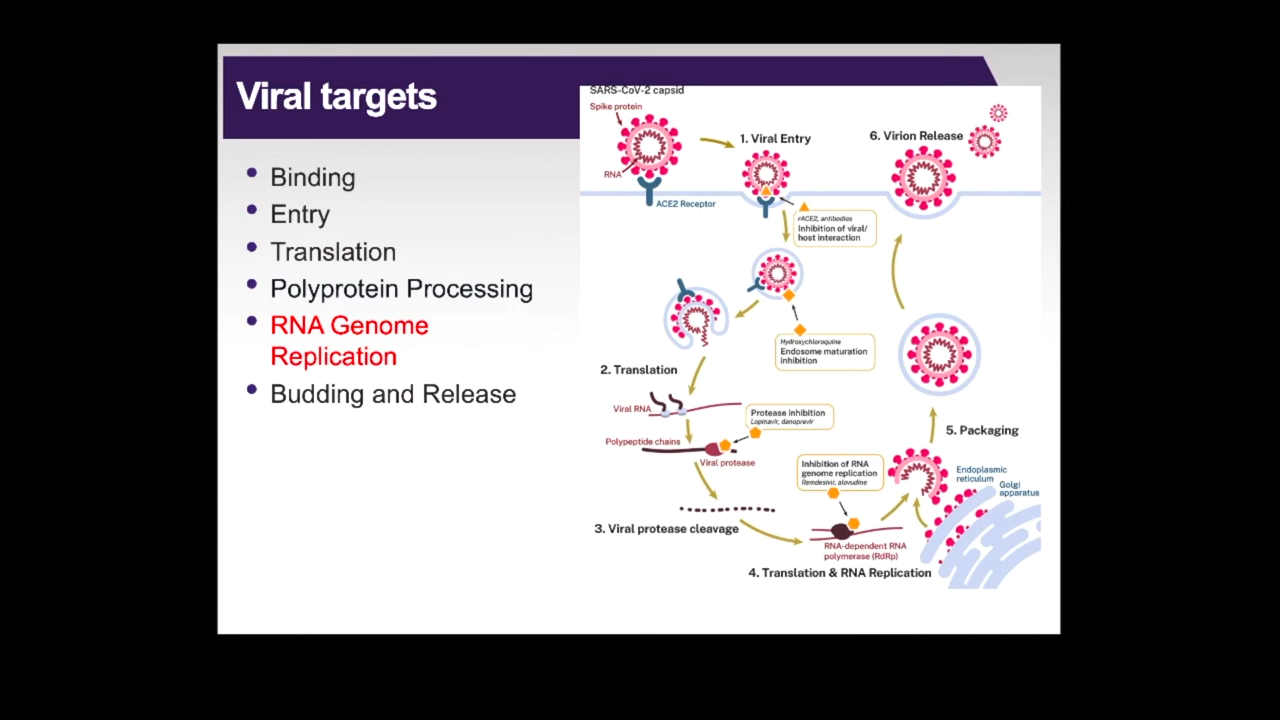 Viral targets
Binding
Entry
Translation
Polyprotein Processing
RNA Genome
Replication
Budding and Release
SARS-CoV-2 capsid
Spike protein
RNA
ACE2 Receptor
1. Viral Entry
6. Virion Release
rACE2, antibodies
Inhibition of viral/
host interaction
Hydroxychloroquine
Endosome maturation
inhibition
2. Translation
Viral RNA
Protease inhibition
Lopinavir, danoprevir
Polypeptide chains
Viral protease
5. Packaging
Inhibition of RNA
genome replication
Remdesivir, alovudine
Endoplasmic
reticulum
Golgi
apparatus
3. Viral protease cleavage
RNA-dependent RNA
polymerase (RdRp)
4. Translation & RNA Replication